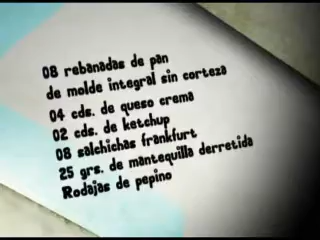 08 rebanadas de pan
de molde integral sin corteza
04 cds. de queso crema
02 cds. de ketchup
08 salchichas frankfurt
25 grs. de mantequilla derretida
Rodajas de pepino